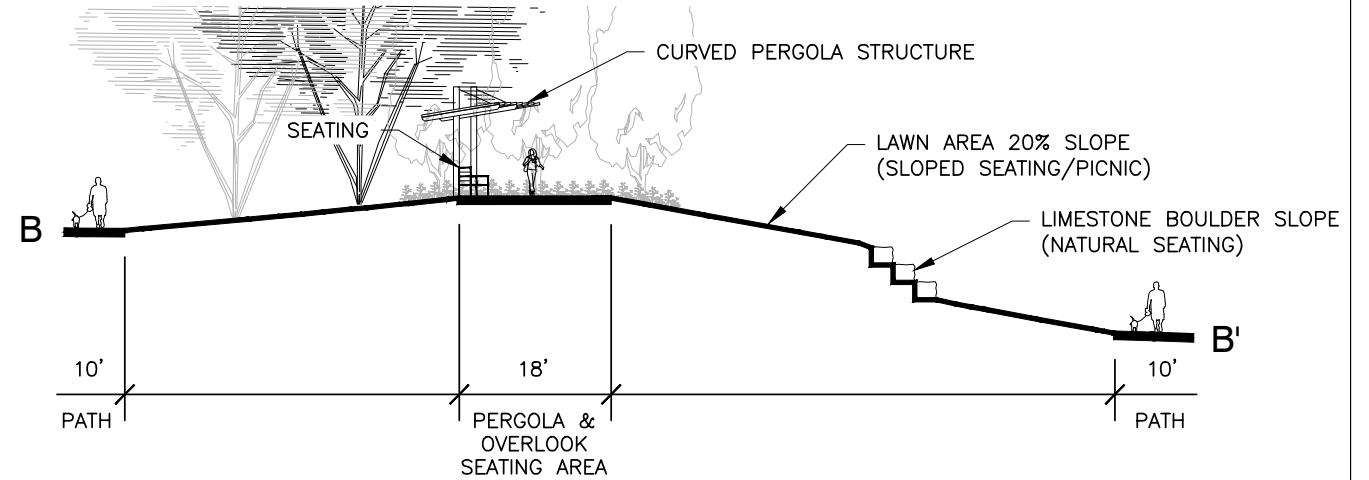 CURVED PERGOLA STRUCTURE
SEATING
LAWN AREA 20% SLOPE
(SLOPED SEATING/PICNIC)
LIMESTONE BOULDER SLOPE
(NATURAL SEATING)
B
B'
10'
18'
10'
PATH
PERGOLA &
OVERLOOK
SEATING AREA
PATH